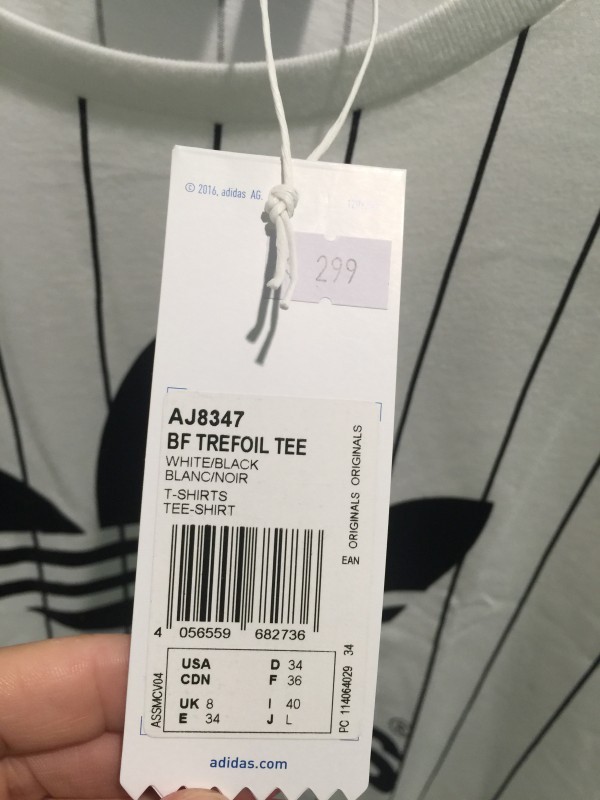 © 2016, adidas AG.
299
AJ8347
BF TREFOIL TEE
WHITE/BLACK
BLANC/NOIR
T-SHIRTS
TEE-SHIRT
ORIGINALS ORIGINALS
EAN
4 056559 682736
USA D 34
CDN F 36
UK 8 I 40
E 34 J L
ASSMCV04
PC 114064029 34
adidas.com